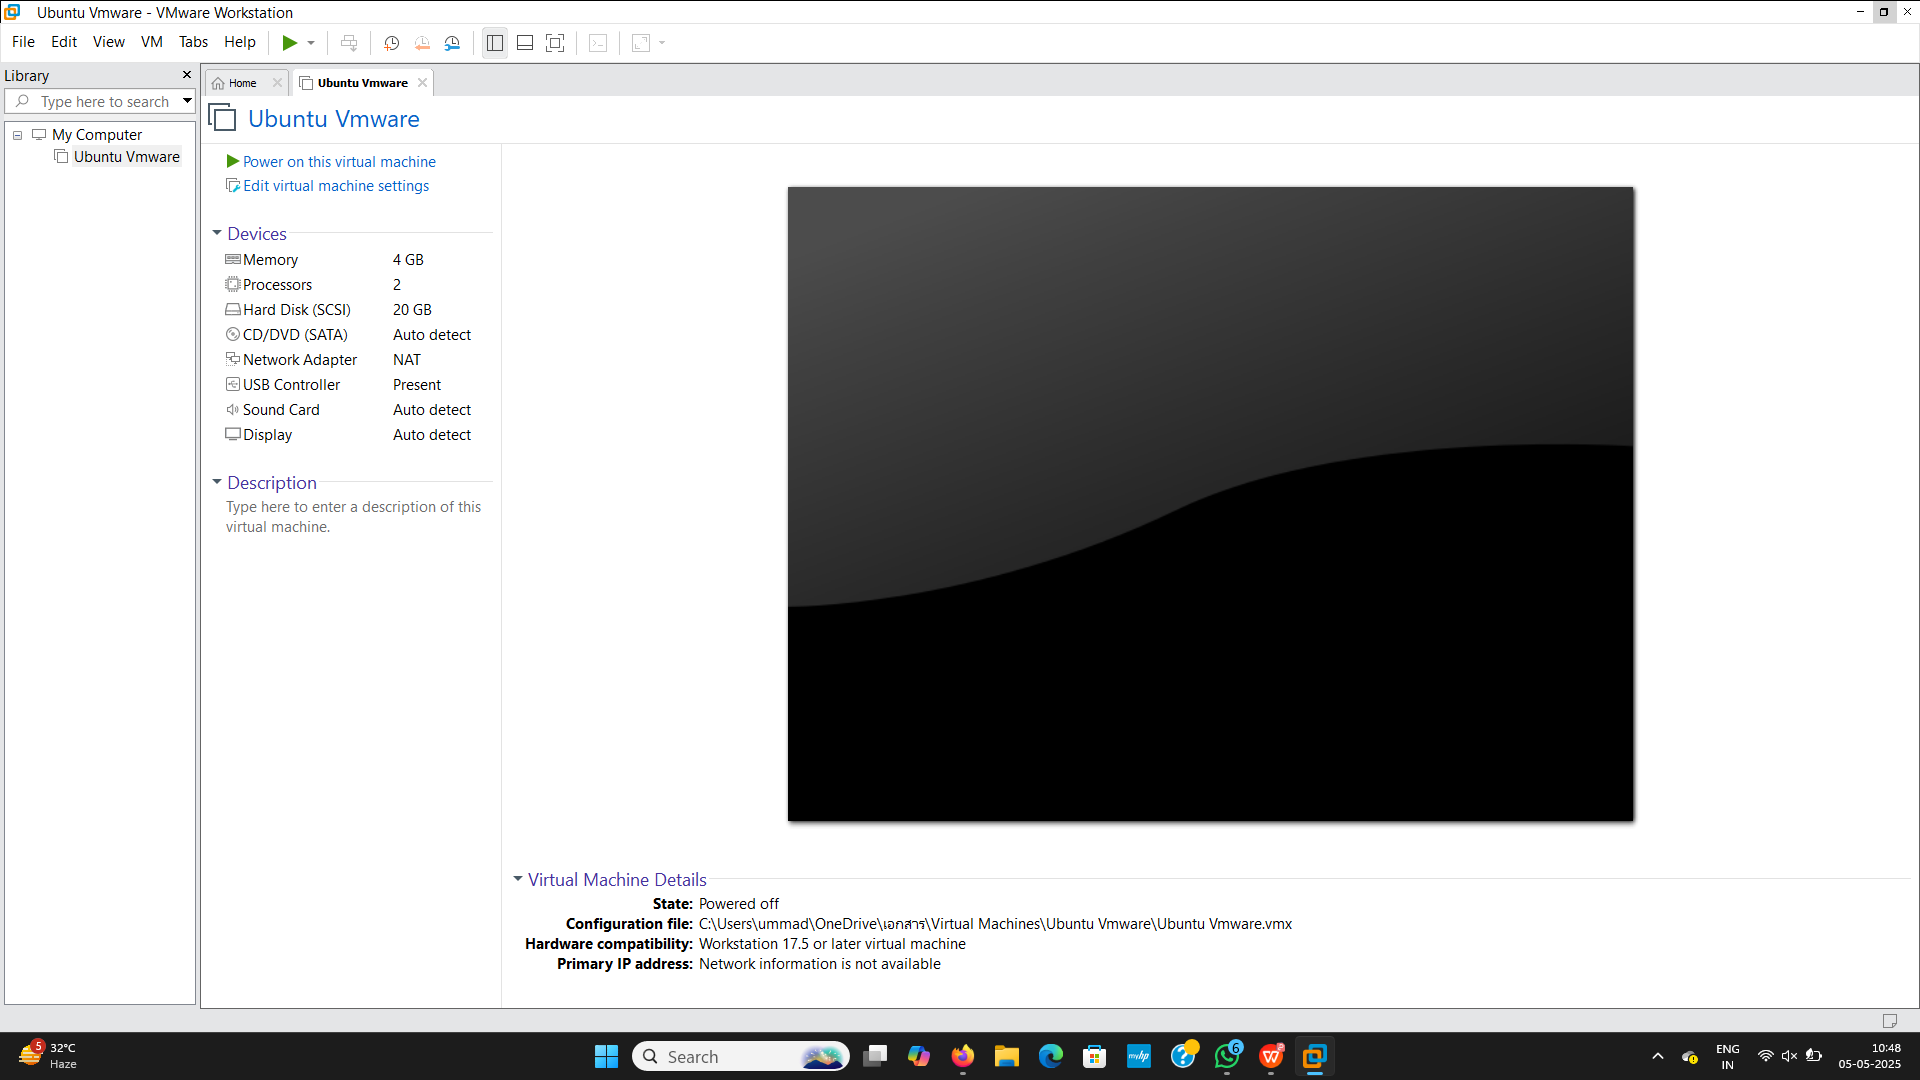 Ubuntu Vmware - VMware Workstation
File Edit View VM Tabs Help
Library
Type here to search
My Computer
Ubuntu Vmware
Home
Ubuntu Vmware
Ubuntu Vmware
Power on this virtual machine
Edit virtual machine settings
Devices
Memory 4 GB
Processors 2
Hard Disk (SCSI) 20 GB
CD/DVD (SATA) Auto detect
Network Adapter NAT
USB Controller Present
Sound Card Auto detect
Display Auto detect
Description
Type here to enter a description of this
virtual machine.
Virtual Machine Details
State: Powered off
Configuration file: C:\Users\ummad\OneDrive\เอกสาร\Virtual Machines\Ubuntu Vmware\Ubuntu Vmware.vmx
Hardware compatibility: Workstation 17.5 or later virtual machine
Primary IP address: Network information is not available
5
32°C
Haze
Search
myhp
6
2
ENG
IN
10:48
05-05-2025